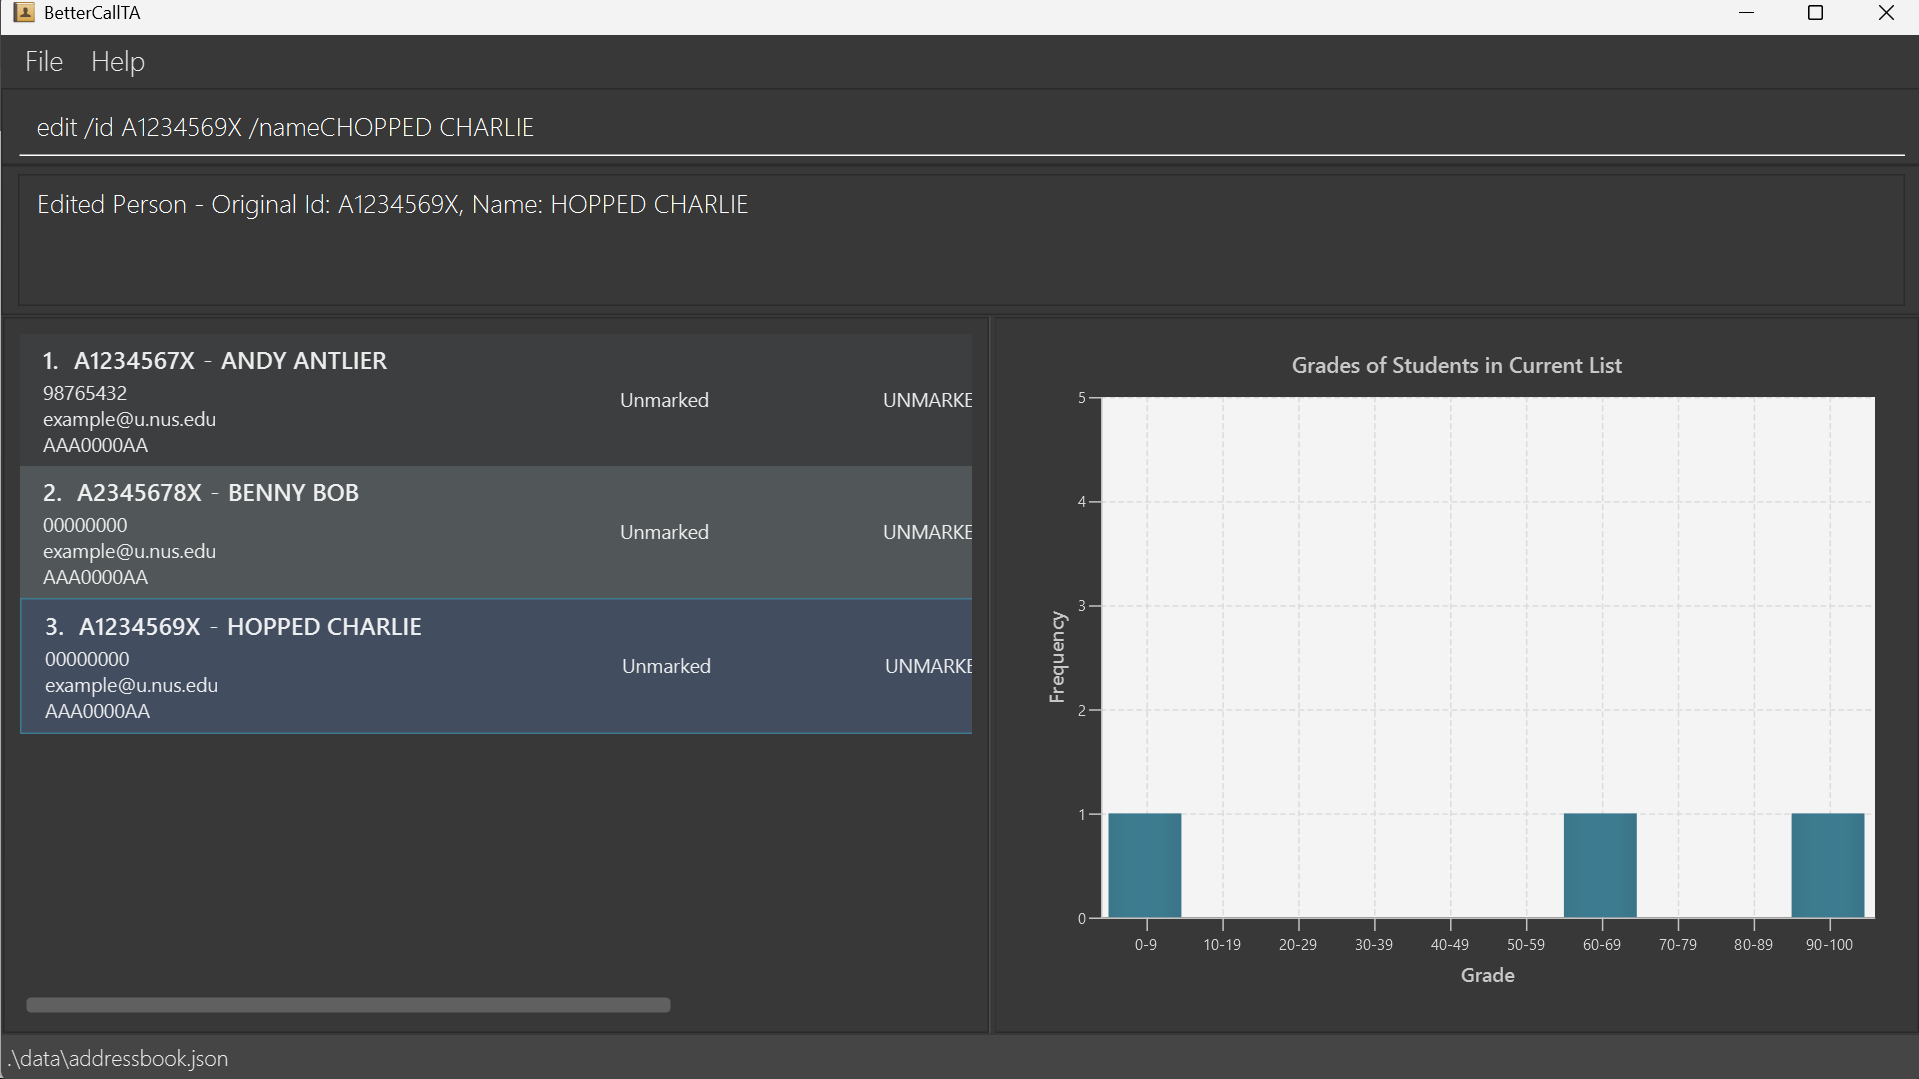 BetterCallTA
File Help
edit /id A1234569X /nameCHOPPED CHARLIE
Edited Person - Original Id: A1234569X, Name: HOPPED CHARLIE
1. A1234567X - ANDY ANTLIER
98765432
Unmarked UNMARKE
example@u.nus.edu
AAA0000AA
2. A2345678X - BENNY BOB
00000000
Unmarked UNMARKE
example@u.nus.edu
AAA0000AA
3. A1234569X - HOPPED CHARLIE
00000000
Unmarked UNMARKE
example@u.nus.edu
AAA0000AA
Grades of Students in Current List
Frequency
5
4
3
2
1
0
0-9 10-19 20-29 30-39 40-49 50-59 60-69 70-79 80-89 90-100
Grade
.\data\addressbook.json